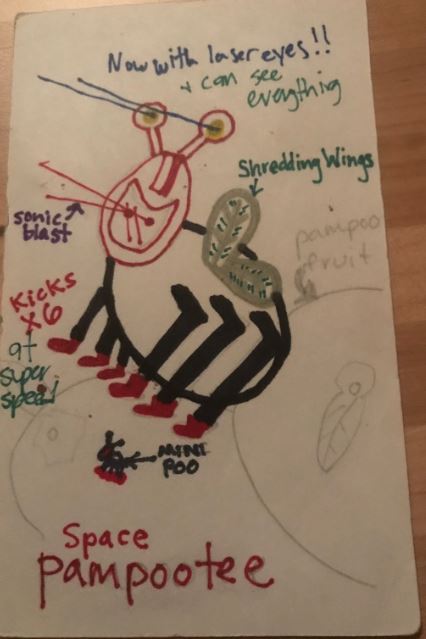 Now with laser eyes!!
+ can see
everything
Shredding Wings
sonic
blast
pampoo
fruit
Kicks
x6
at
super
speed!
MINI
POO
Space
pampootee